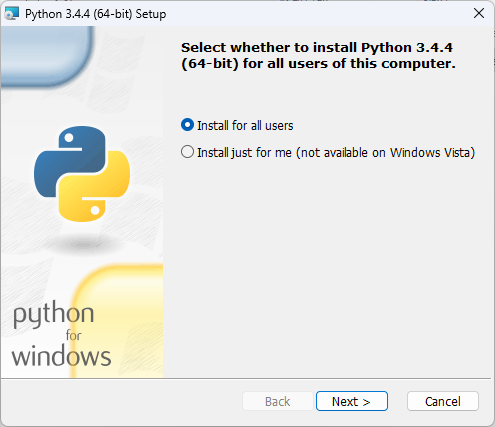 Python 3.4.4 (64-bit) Setup
Select whether to install Python 3.4.4
(64-bit) for all users of this computer.
Install for all users
Install just for me (not available on Windows Vista)
python
for
windows
Back
Next >
Cancel